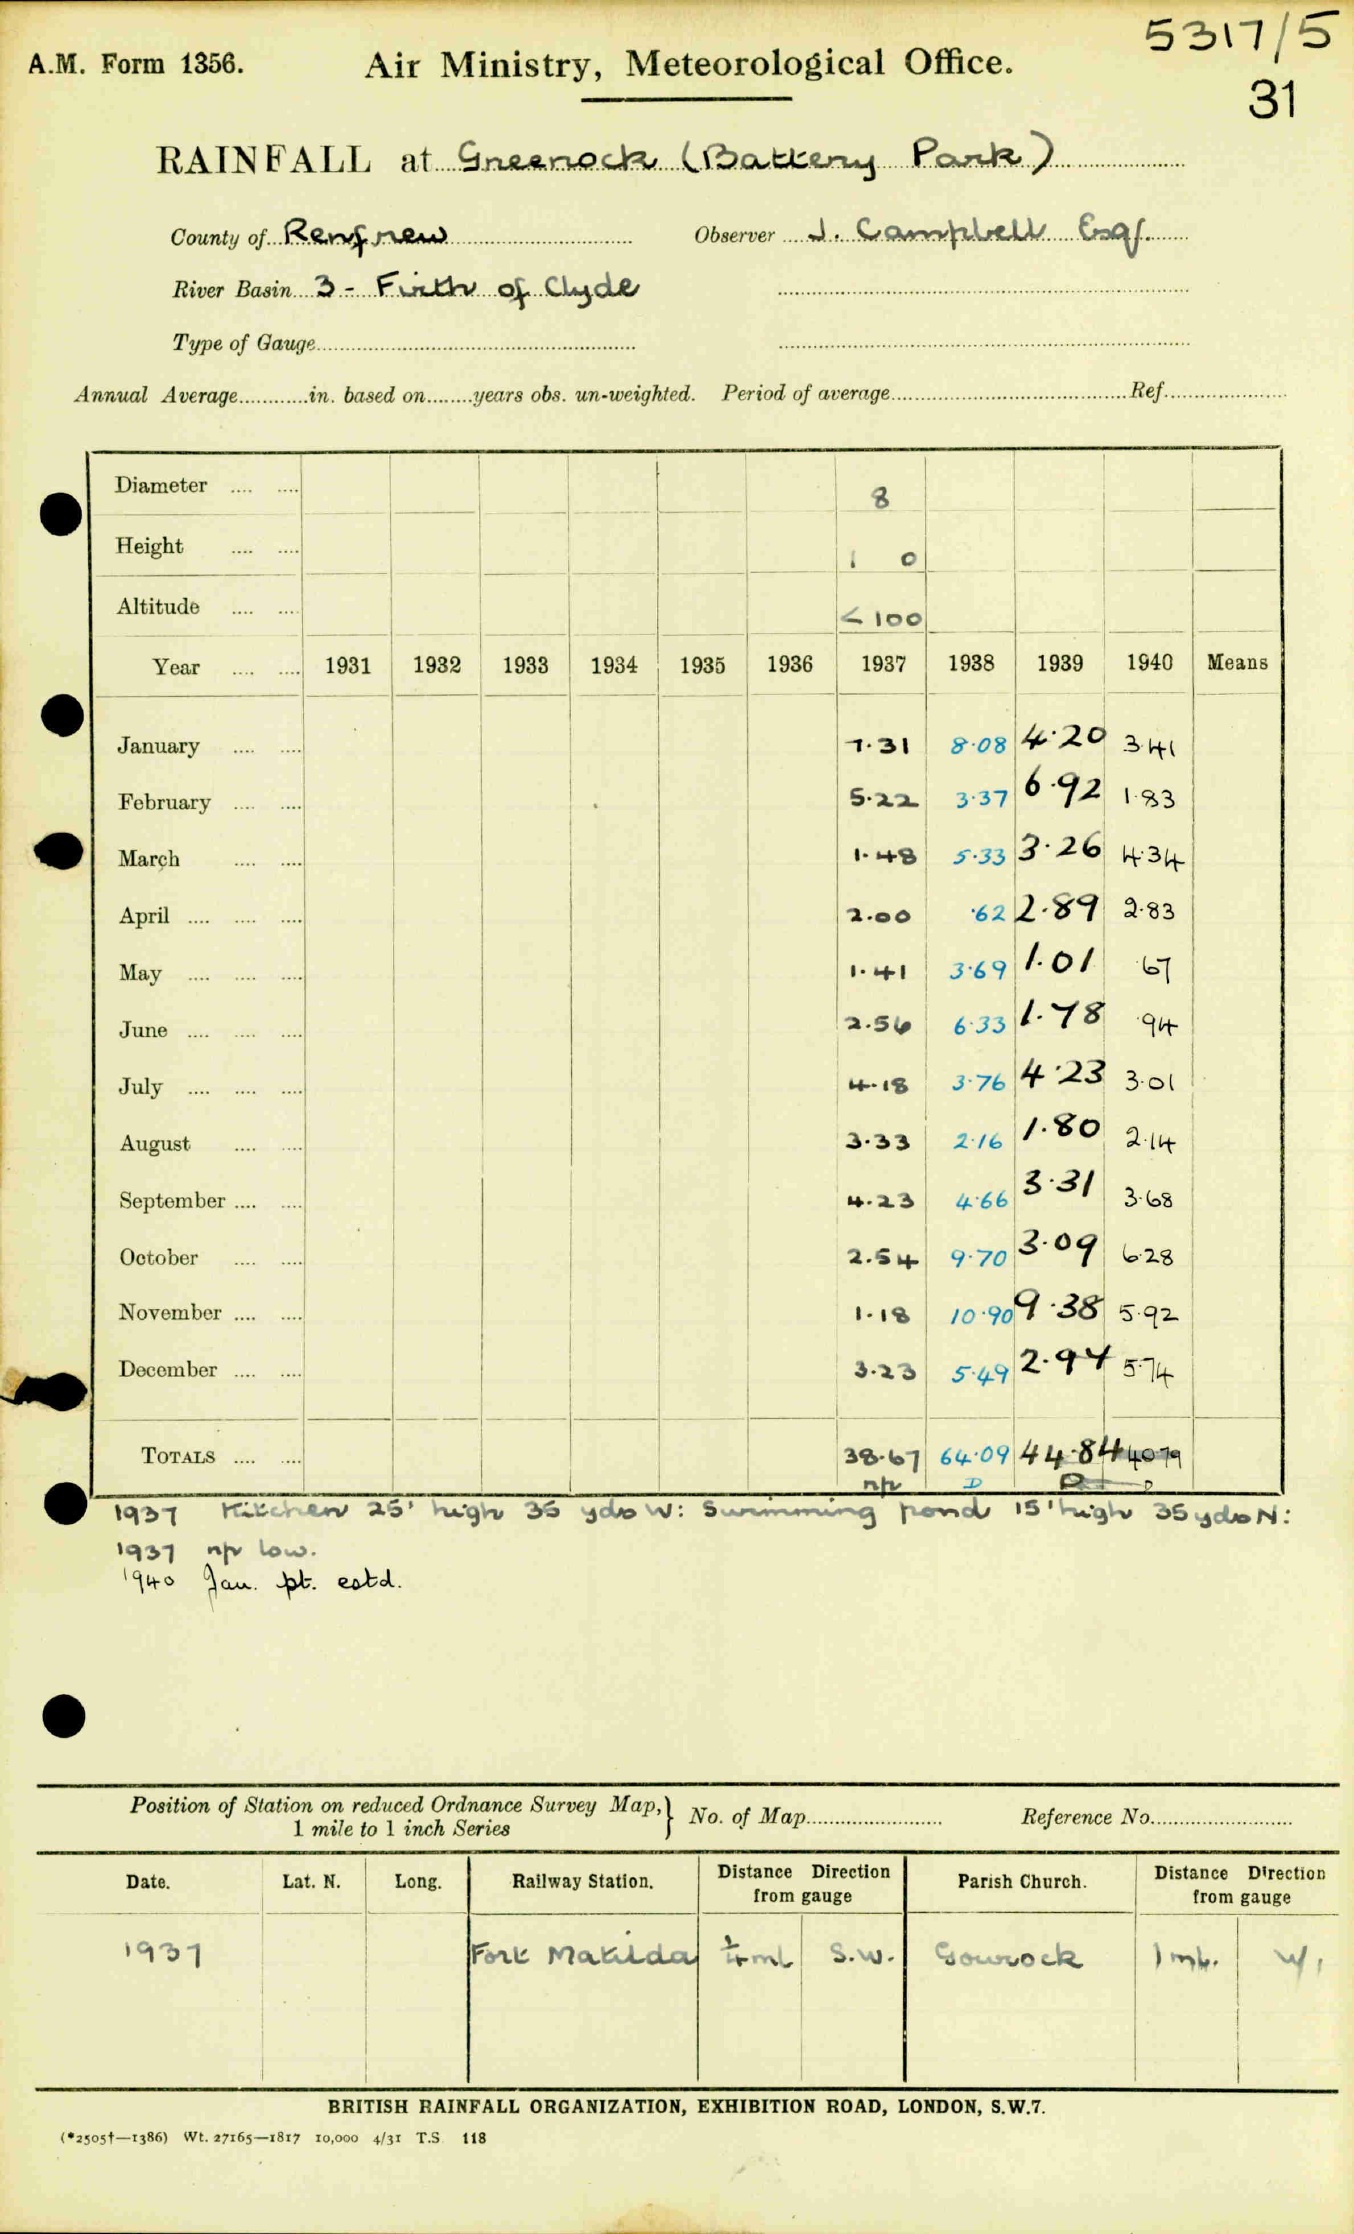 5317/5
A.M. Form 1356. Air Ministry, Meteorological Office.
31
RAINFALL at Greenock (Battery Park)
County of Renfrew Observer J. Campbell Esq.
River Basin 3 - Firth of Clyde
Type of Gauge
Annual Average in. based on years obs. un-weighted. Period of average Ref.
Diameter 8
Height 1 0
Altitude <100
Year 1931 1932 1933 1934 1935 1936 1937 1938 1939 1940 Means
January 7.31 8.08 4.20 3.41
February 5.22 3.37 6.92 1.83
March 1.48 5.33 3.26 4.34
April 2.00 .62 2.89 2.83
May 1.41 3.69 1.01 .67
June 2.56 6.33 1.78 .94
July 4.18 3.76 4.23 3.01
August 3.33 2.16 1.80 2.14
September 4.23 4.66 3.31 3.68
October 2.54 9.70 3.09 6.28
November 1.18 10.90 9.38 5.92
December 3.23 5.49 2.97 5.74
TOTALS 38.67 64.09 44.84 40.79
np D D
1937 Kitchen 25' high 35 yds W: Swimming pond 15' high 35 yds N:
1937 np low.
1940 Jan. pt. estd.
Position of Station on reduced Ordnance Survey Map,
1 mile to 1 inch Series } No. of Map Reference No.
Date. Lat. N. Long. Railway Station. Distance Direction from gauge Parish Church. Distance Direction from gauge
1937 Fort Matilda ¼ ml S.W. Gourock 1 ml. W.
BRITISH RAINFALL ORGANIZATION, EXHIBITION ROAD, LONDON, S.W.7.
(*2505†—1386) Wt. 27165—1817 10,000 4/31 T.S. 118